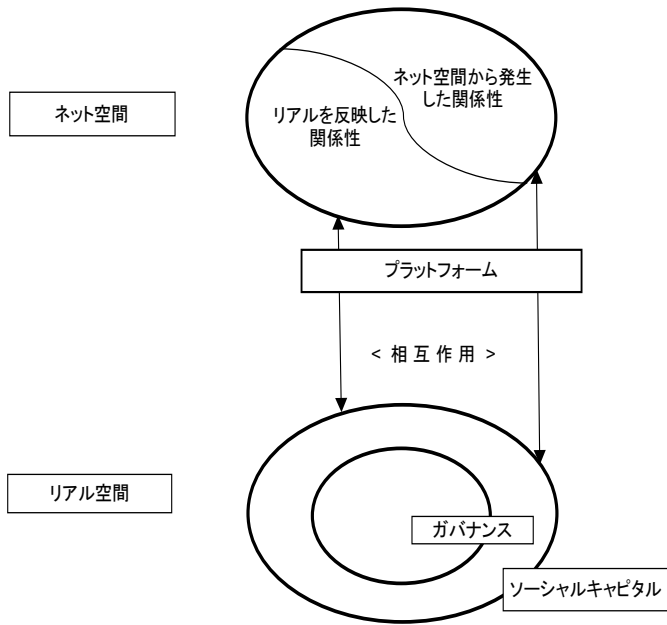 ネット空間
ネット空間から発生
した関係性
リアルを反映した
関係性
プラットフォーム
< 相 互 作 用 >
リアル空間
ガバナンス
ソーシャルキャピタル